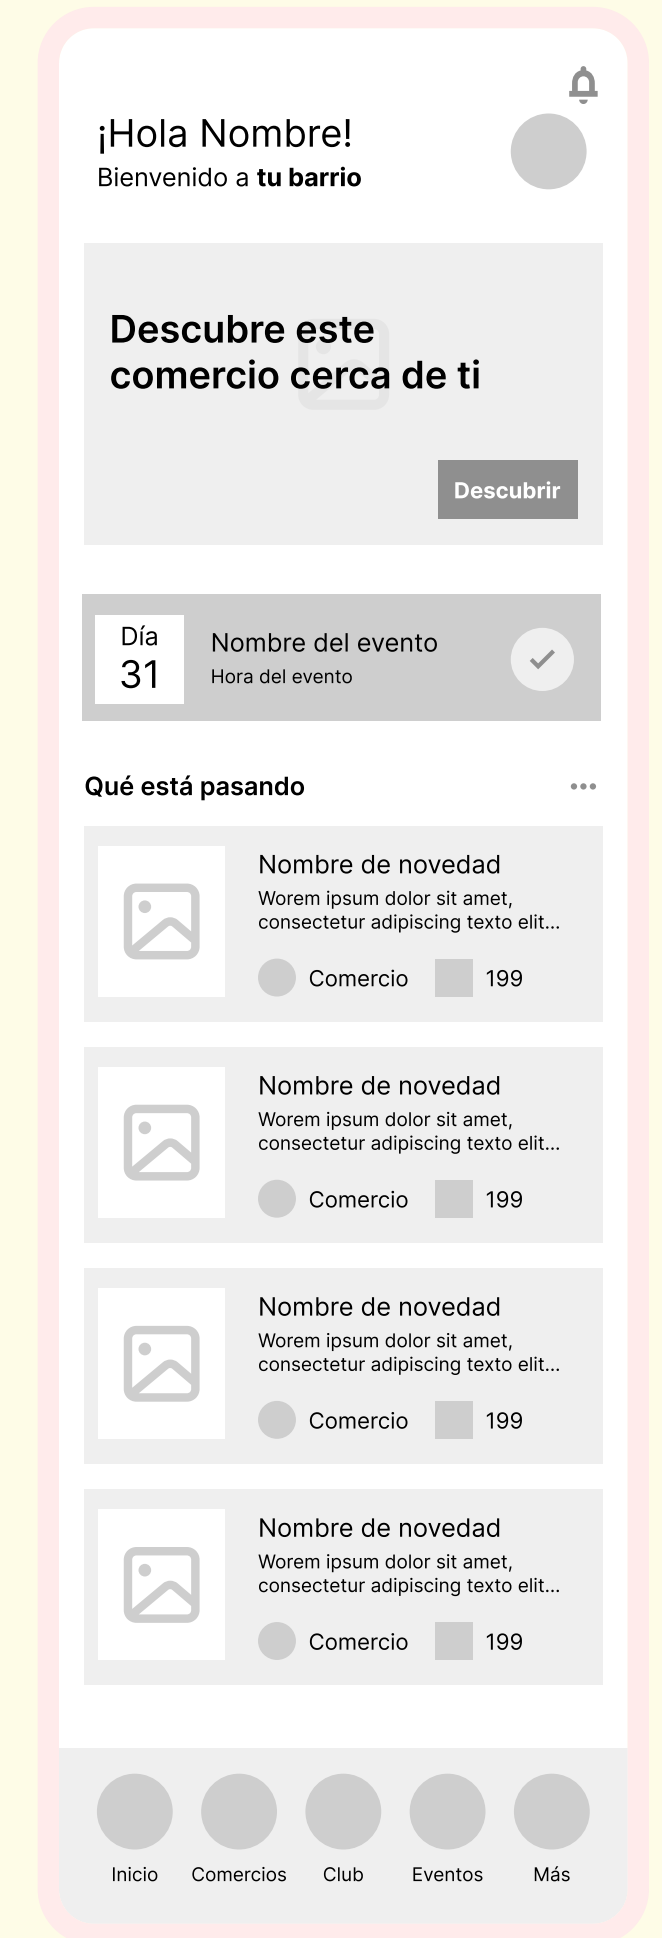 ¡Hola Nombre!
Bienvenido a tu barrio
Descubre este
comercio cerca de ti
Descubrir
Día
31
Nombre del evento
Hora del evento
Qué está pasando
Nombre de novedad
Worem ipsum dolor sit amet,
consectetur adipiscing texto elit...
Comercio 199
Nombre de novedad
Worem ipsum dolor sit amet,
consectetur adipiscing texto elit...
Comercio 199
Nombre de novedad
Worem ipsum dolor sit amet,
consectetur adipiscing texto elit...
Comercio 199
Nombre de novedad
Worem ipsum dolor sit amet,
consectetur adipiscing texto elit...
Comercio 199
Inicio Comercios Club Eventos Más